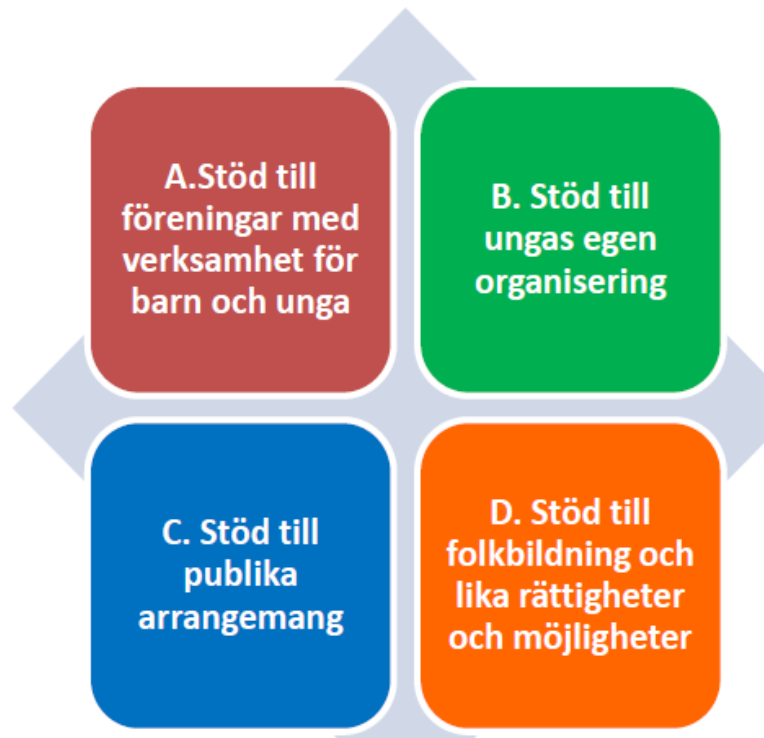 A.Stöd till
föreningar med
verksamhet för
barn och unga
B. Stöd till
ungas egen
organisering
C. Stöd till
publika
arrangemang
D. Stöd till
folkbildning och
lika rättigheter
och möjligheter